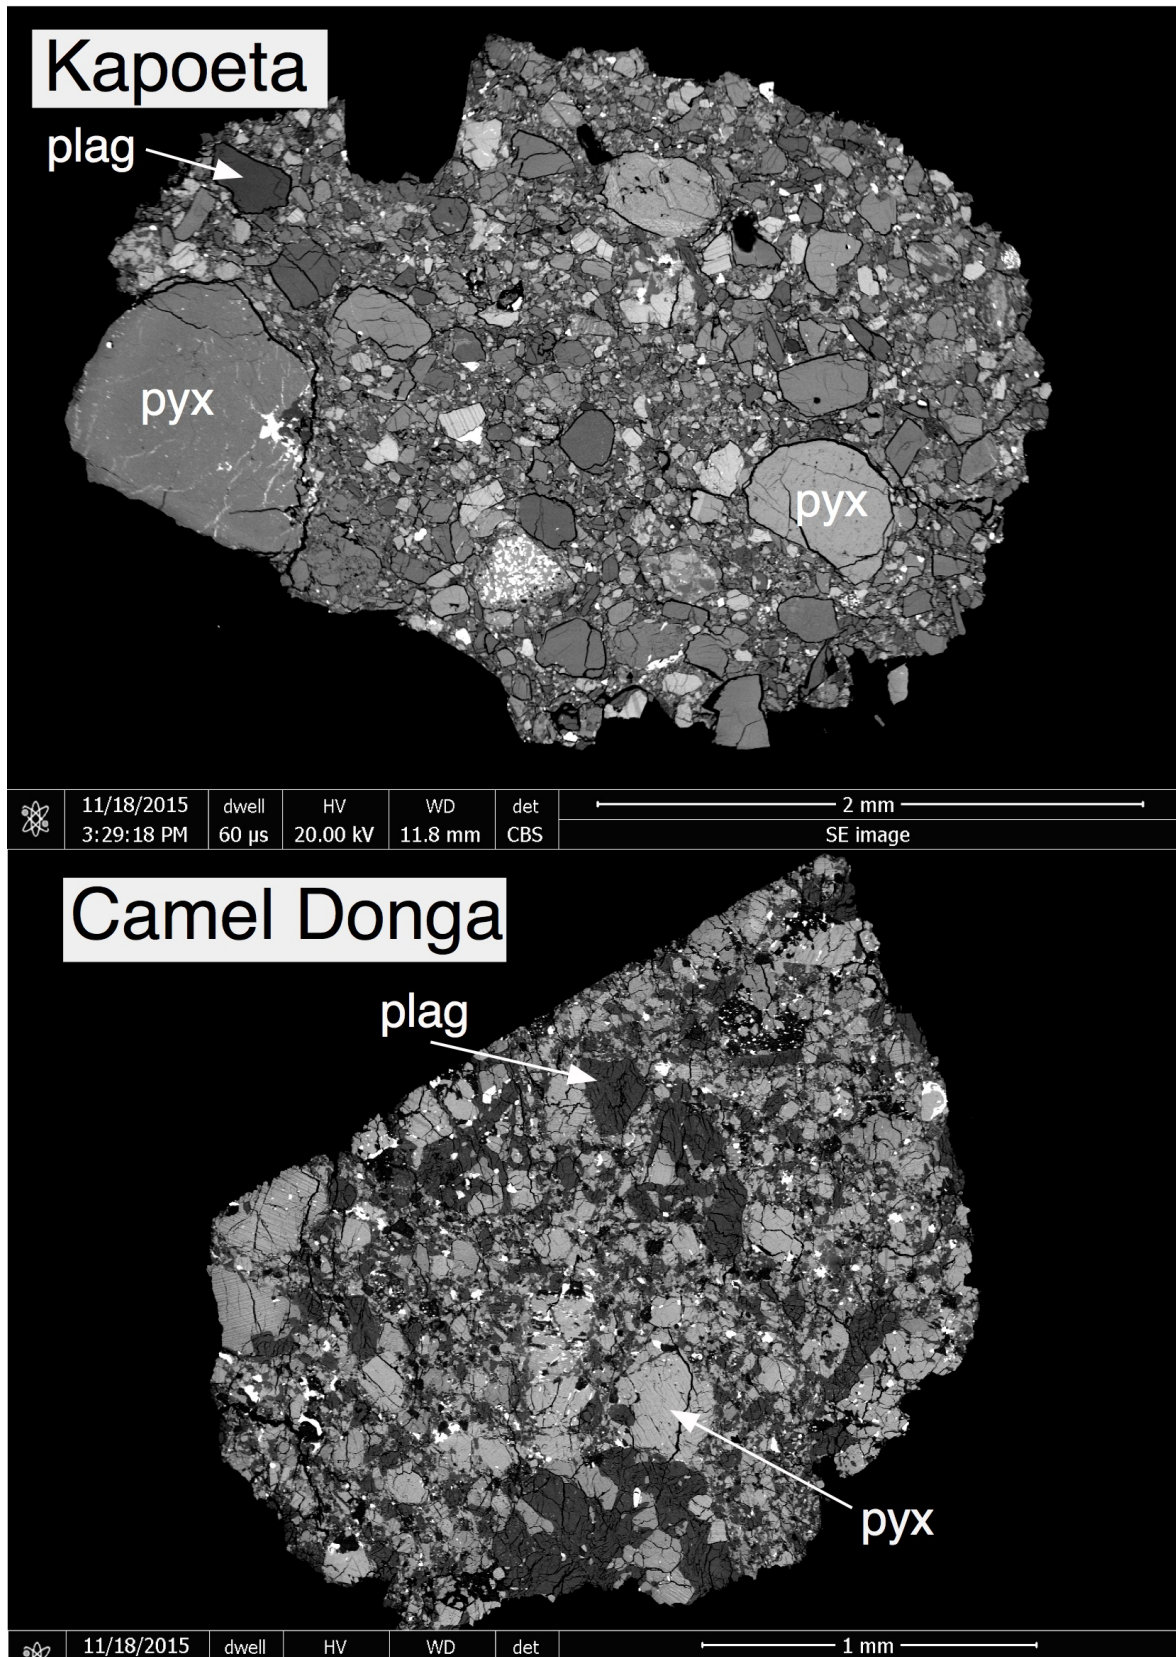 Kapoeta
plag
pyx
pyx
11/18/2015 dwell HV WD det 2 mm
3:29:18 PM 60 µs 20.00 kV 11.8 mm CBS SE image
Camel Donga
plag
pyx
11/18/2015 dwell HV WD det 1 mm